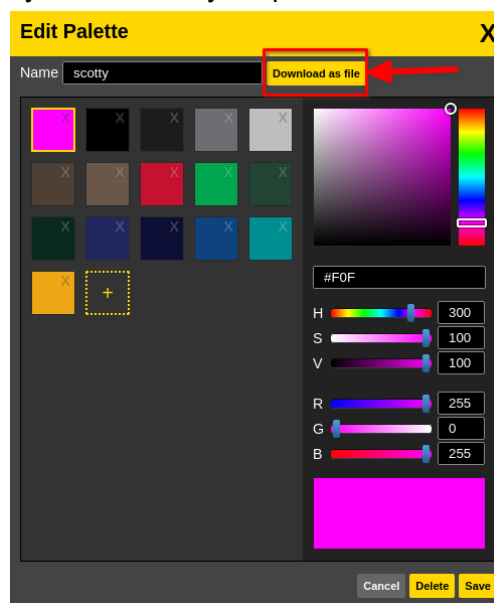 Edit Palette
X
Name
scotty
Download as file
X X X X X
X X X X X
X X X X X
X +
#F0F
H 300
S 100
V 100
R 255
G 0
B 255
Cancel Delete Save